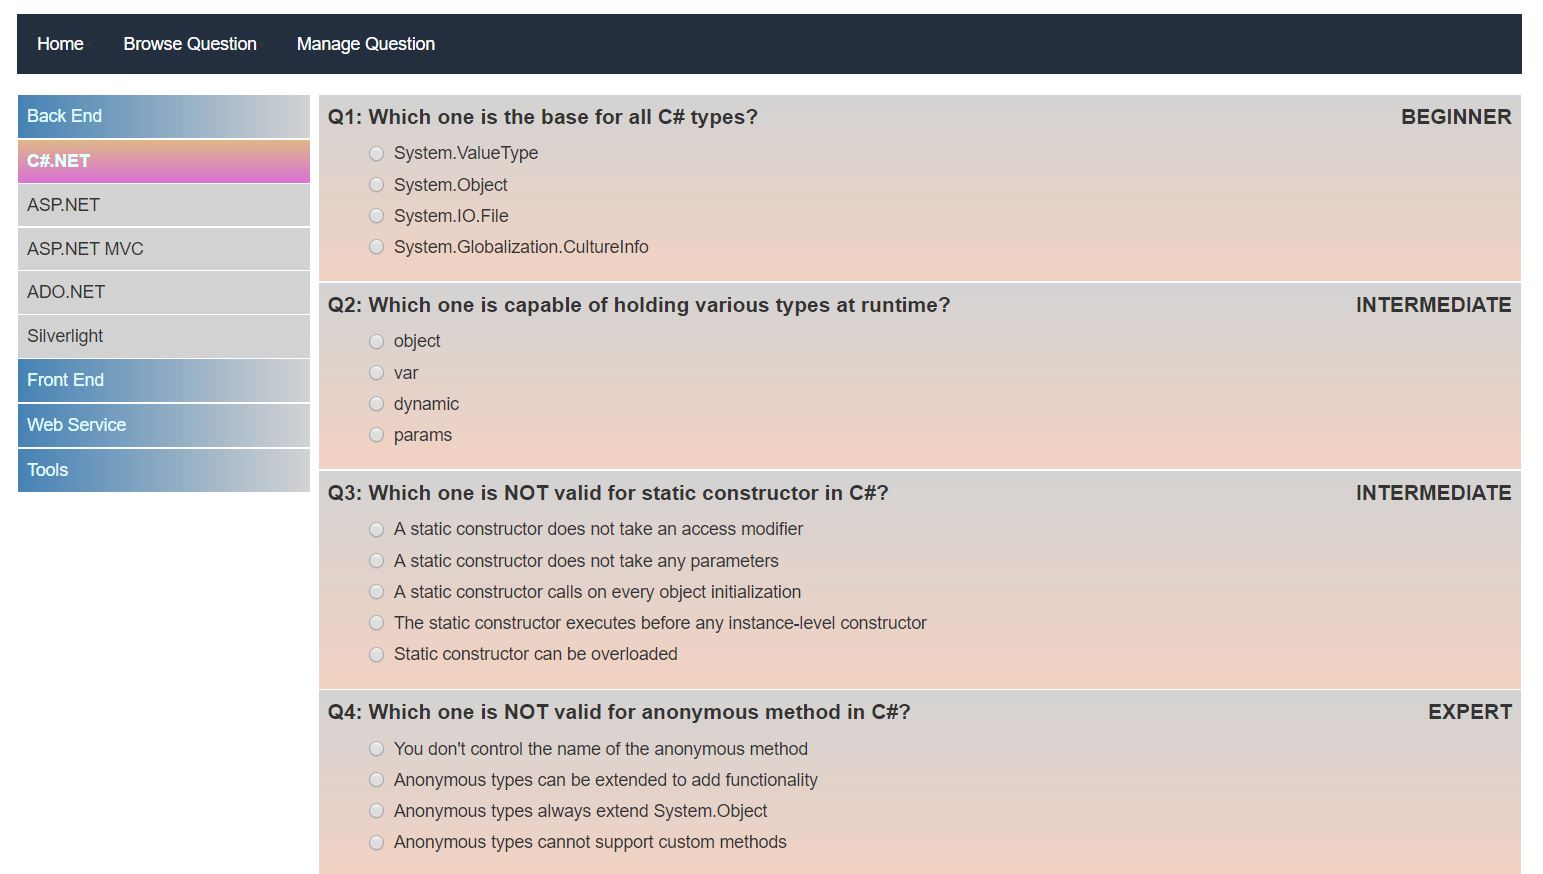 Home Browse Question Manage Question
Back End
C#.NET
ASP.NET
ASP.NET MVC
ADO.NET
Silverlight
Front End
Web Service
Tools
Q1: Which one is the base for all C# types? BEGINNER
System.ValueType
System.Object
System.IO.File
System.Globalization.CultureInfo
Q2: Which one is capable of holding various types at runtime? INTERMEDIATE
object
var
dynamic
params
Q3: Which one is NOT valid for static constructor in C#? INTERMEDIATE
A static constructor does not take an access modifier
A static constructor does not take any parameters
A static constructor calls on every object initialization
The static constructor executes before any instance-level constructor
Static constructor can be overloaded
Q4: Which one is NOT valid for anonymous method in C#? EXPERT
You don't control the name of the anonymous method
Anonymous types can be extended to add functionality
Anonymous types always extend System.Object
Anonymous types cannot support custom methods